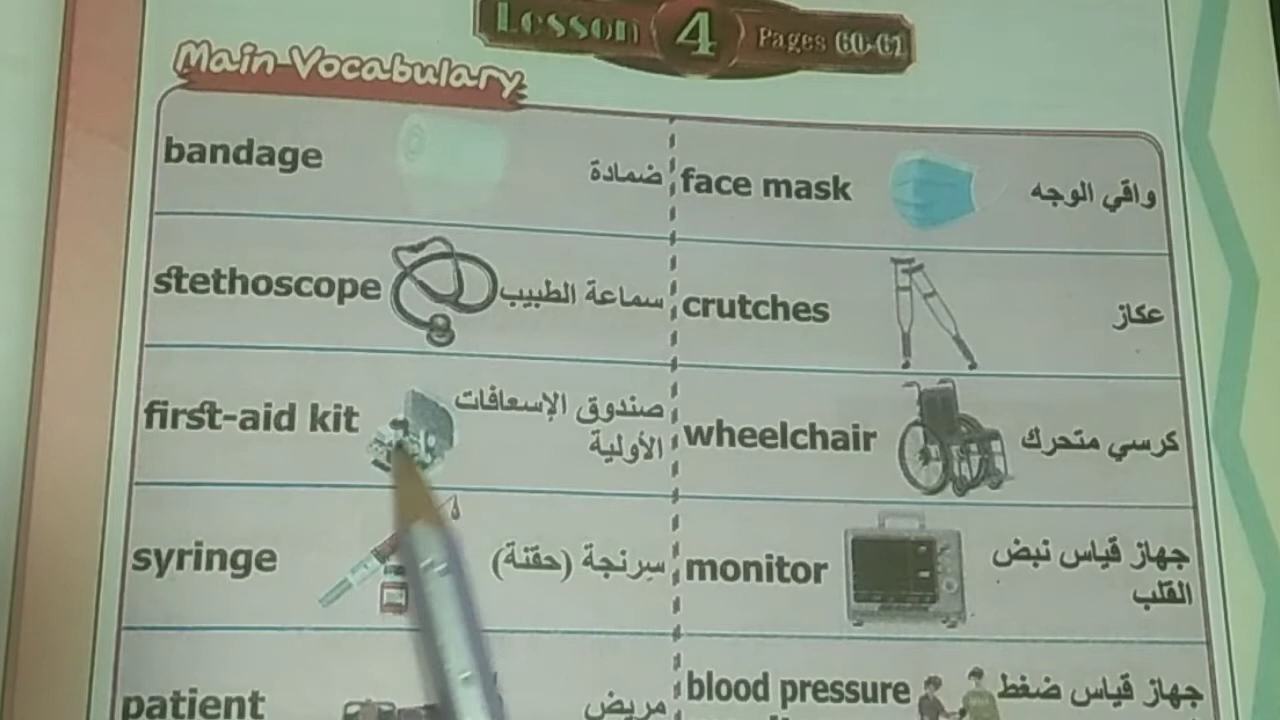 Lesson 4 Pages 60-61
Main Vocabulary
bandage ضمادة
face mask واقي الوجه
stethoscope سماعة الطبيب
crutches عكاز
first-aid kit صندوق الإسعافات
الأولية
wheelchair كرسي متحرك
syringe سِرنجة (حقنة)
monitor جهاز قياس نبض
القلب
patient مريض
blood pressure جهاز قياس ضغط